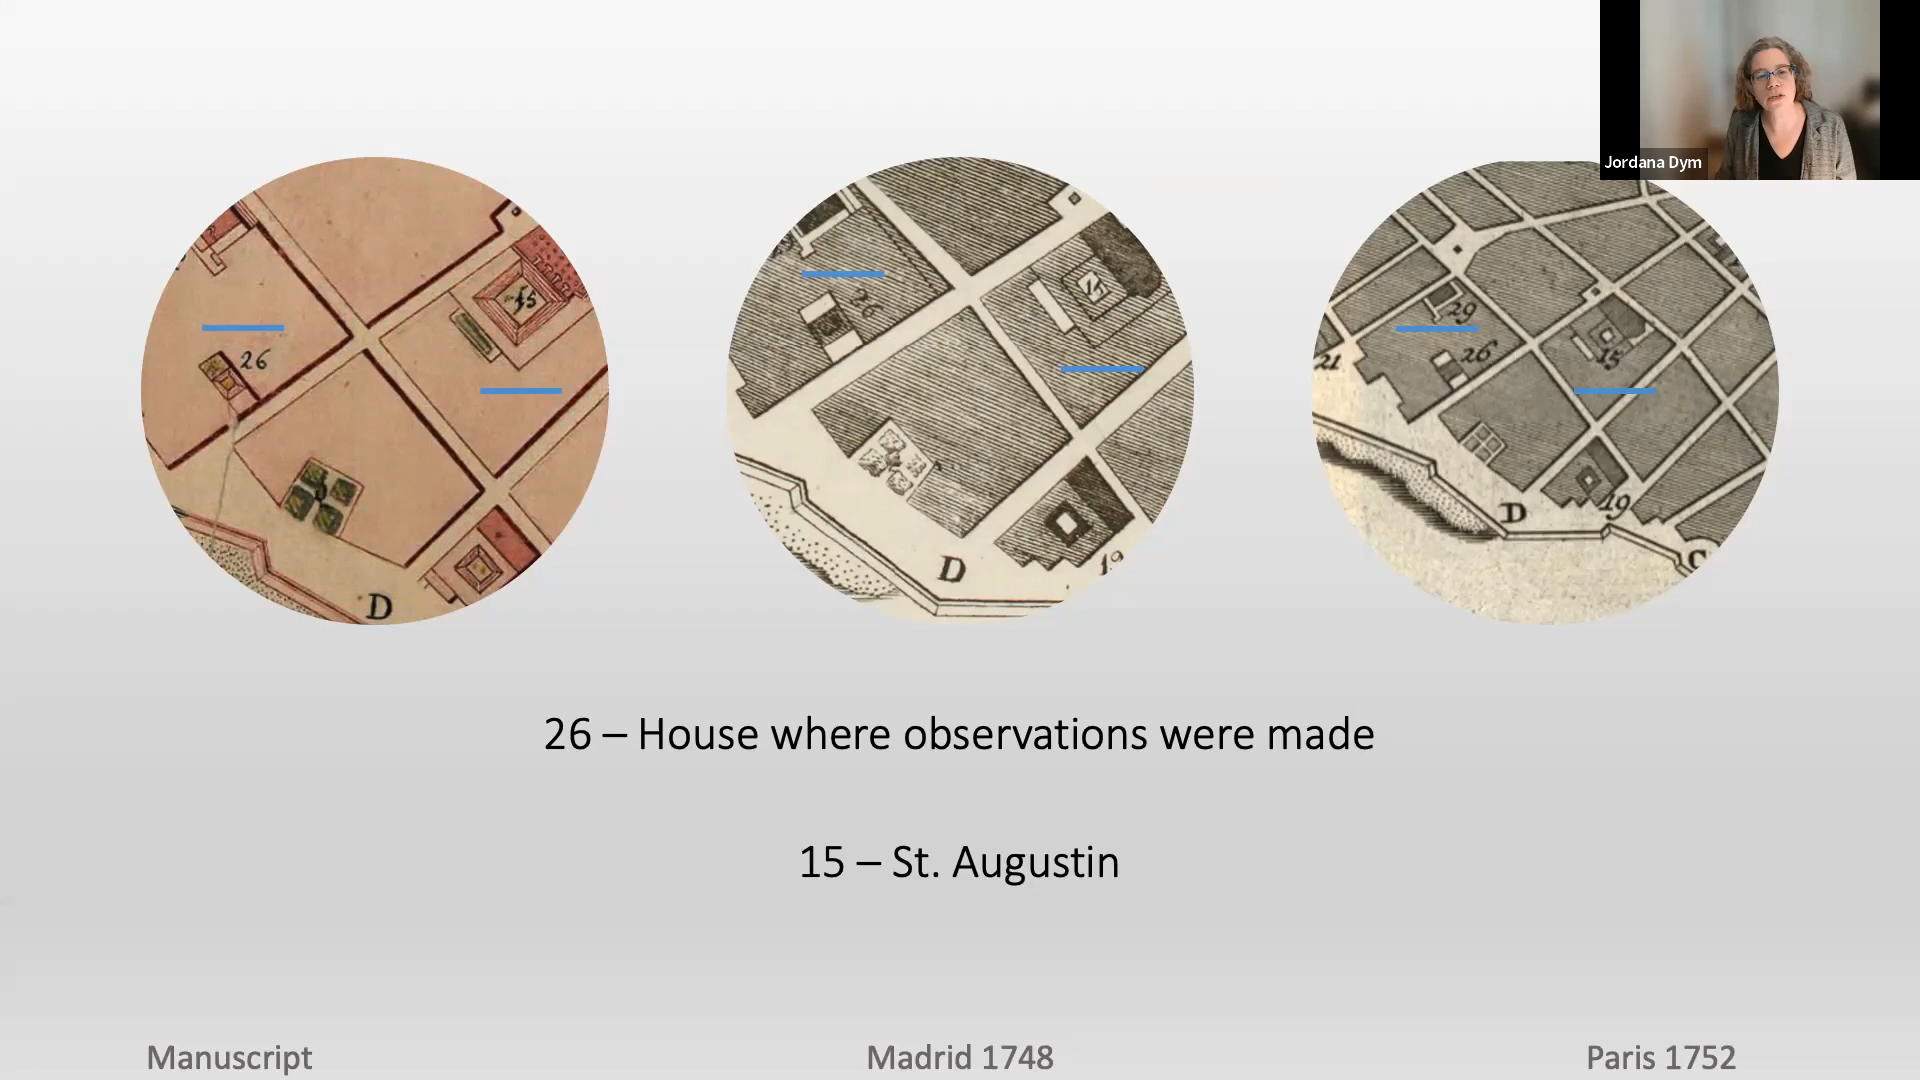 Jordana Dym
15
26
D
26
15
D
19
29
26
15
21
D
19
C
26 – House where observations were made
15 – St. Augustin
Manuscript
Madrid 1748
Paris 1752